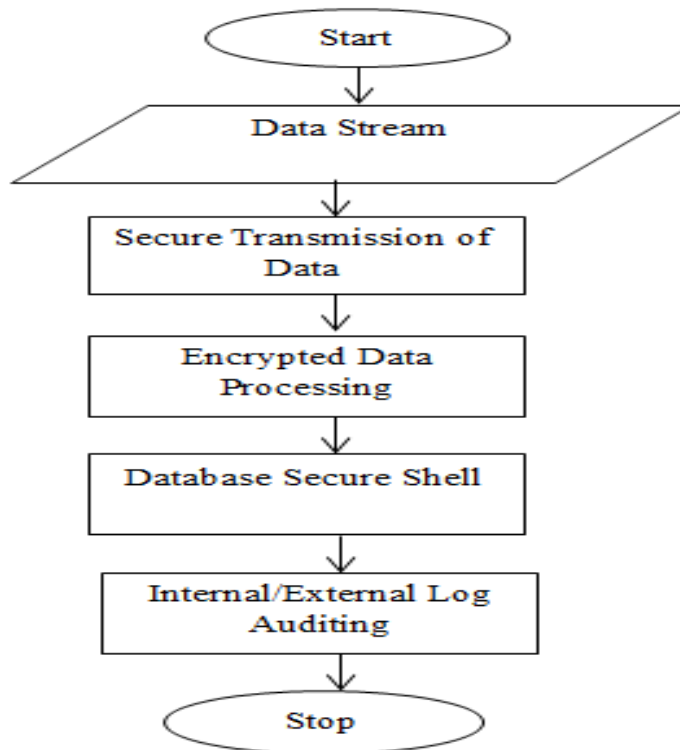 Start
Data Stream
Secure Transmission of
Data
Encrypted Data
Processing
Database Secure Shell
Internal/External Log
Auditing
Stop